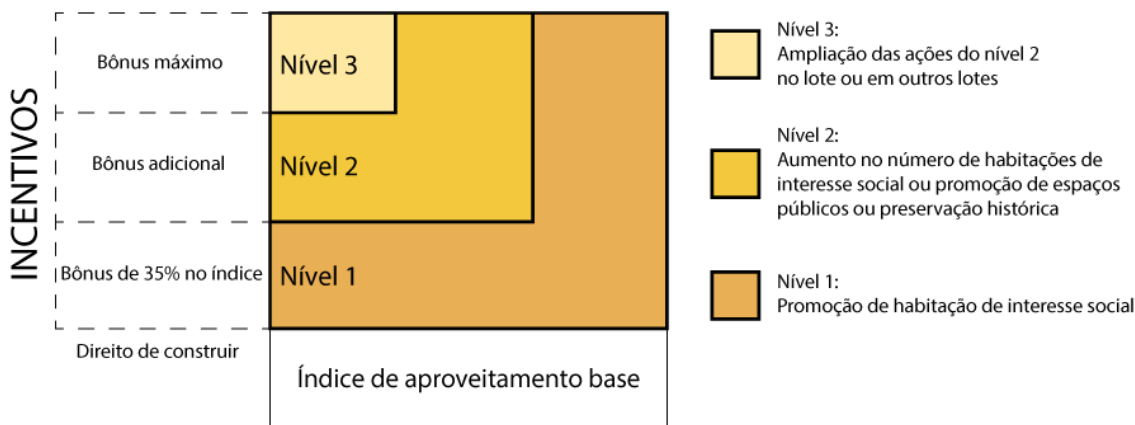 INCENTIVOS
Bônus máximo
Bônus adicional
Bônus de 35% no índice
Direito de construir
Nível 3
Nível 2
Nível 1
Índice de aproveitamento base
Nível 3:
Ampliação das ações do nível 2
no lote ou em outros lotes
Nível 2:
Aumento no número de habitações de
interesse social ou promoção de espaços
públicos ou preservação histórica
Nível 1:
Promoção de habitação de interesse social